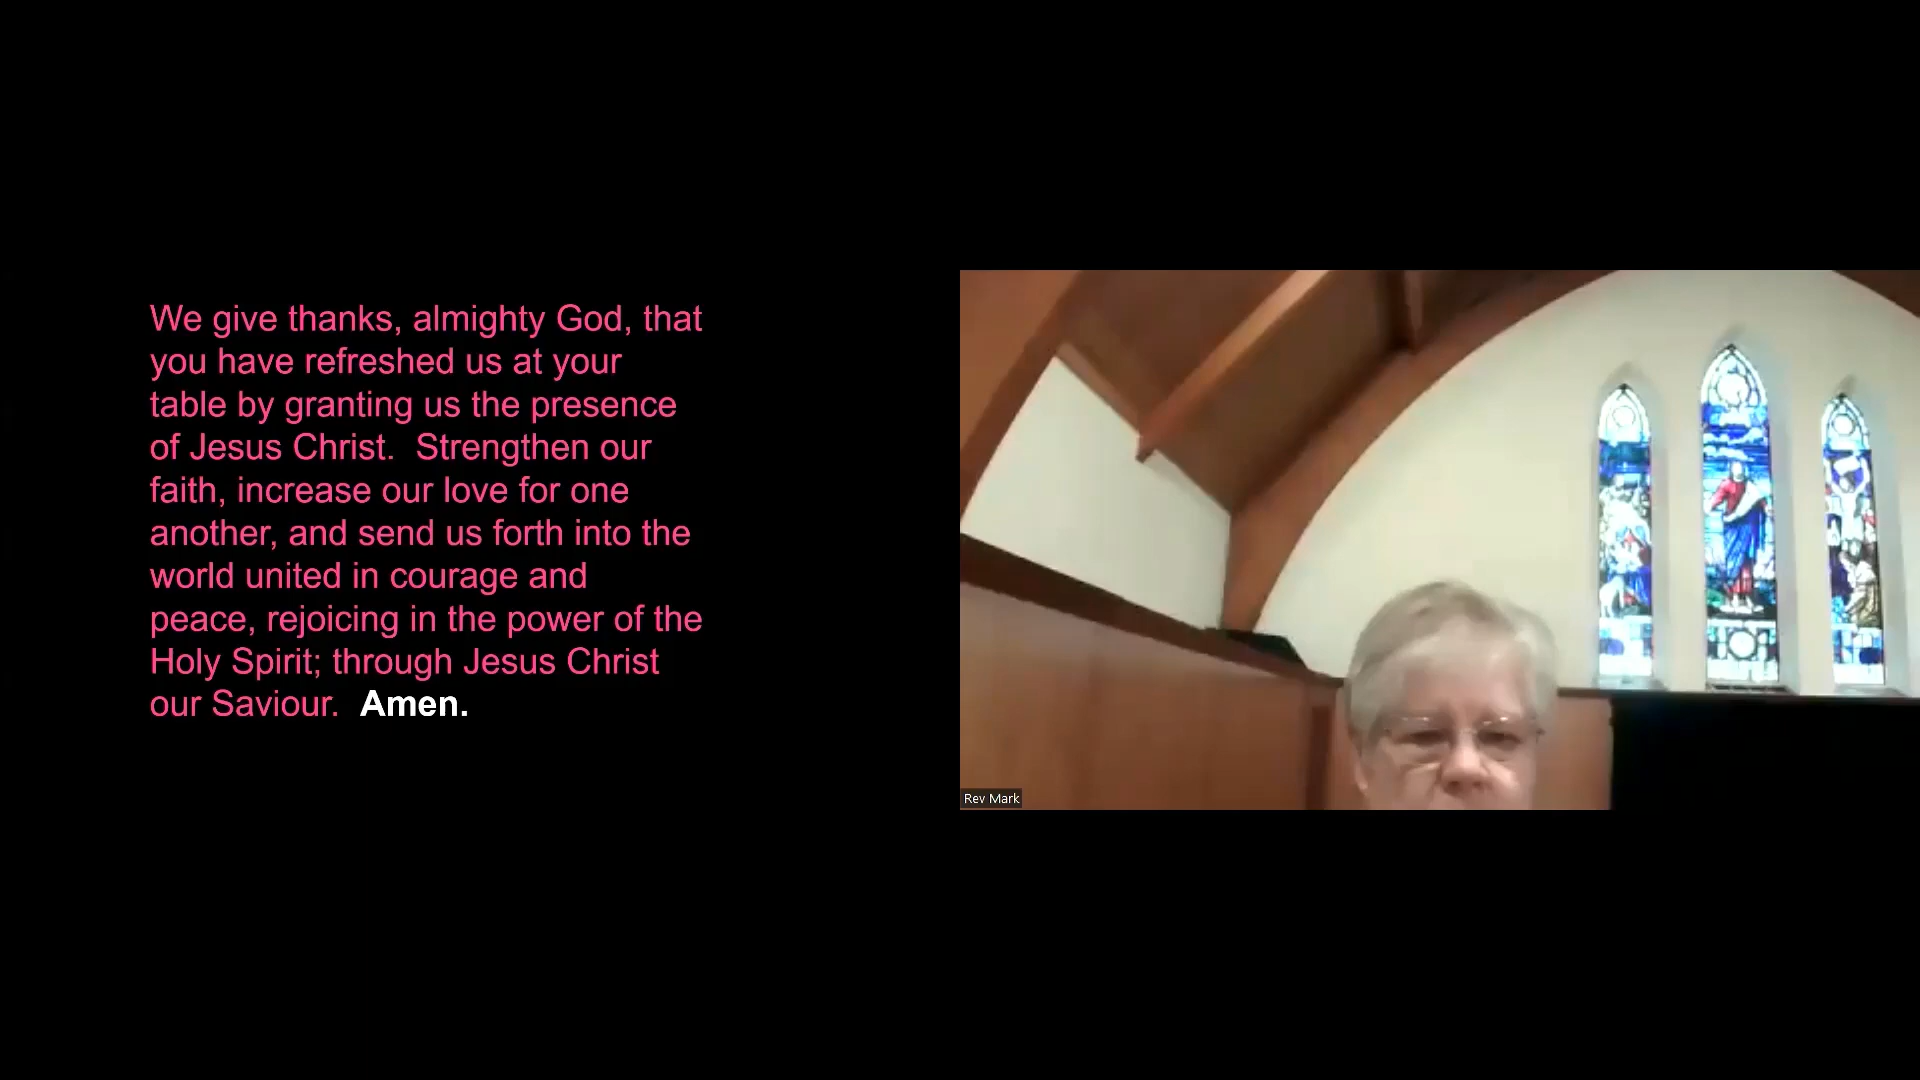 We give thanks, almighty God, that
you have refreshed us at your
table by granting us the presence
of Jesus Christ.  Strengthen our
faith, increase our love for one
another, and send us forth into the
world united in courage and
peace, rejoicing in the power of the
Holy Spirit; through Jesus Christ
our Saviour.  Amen.
Rev Mark